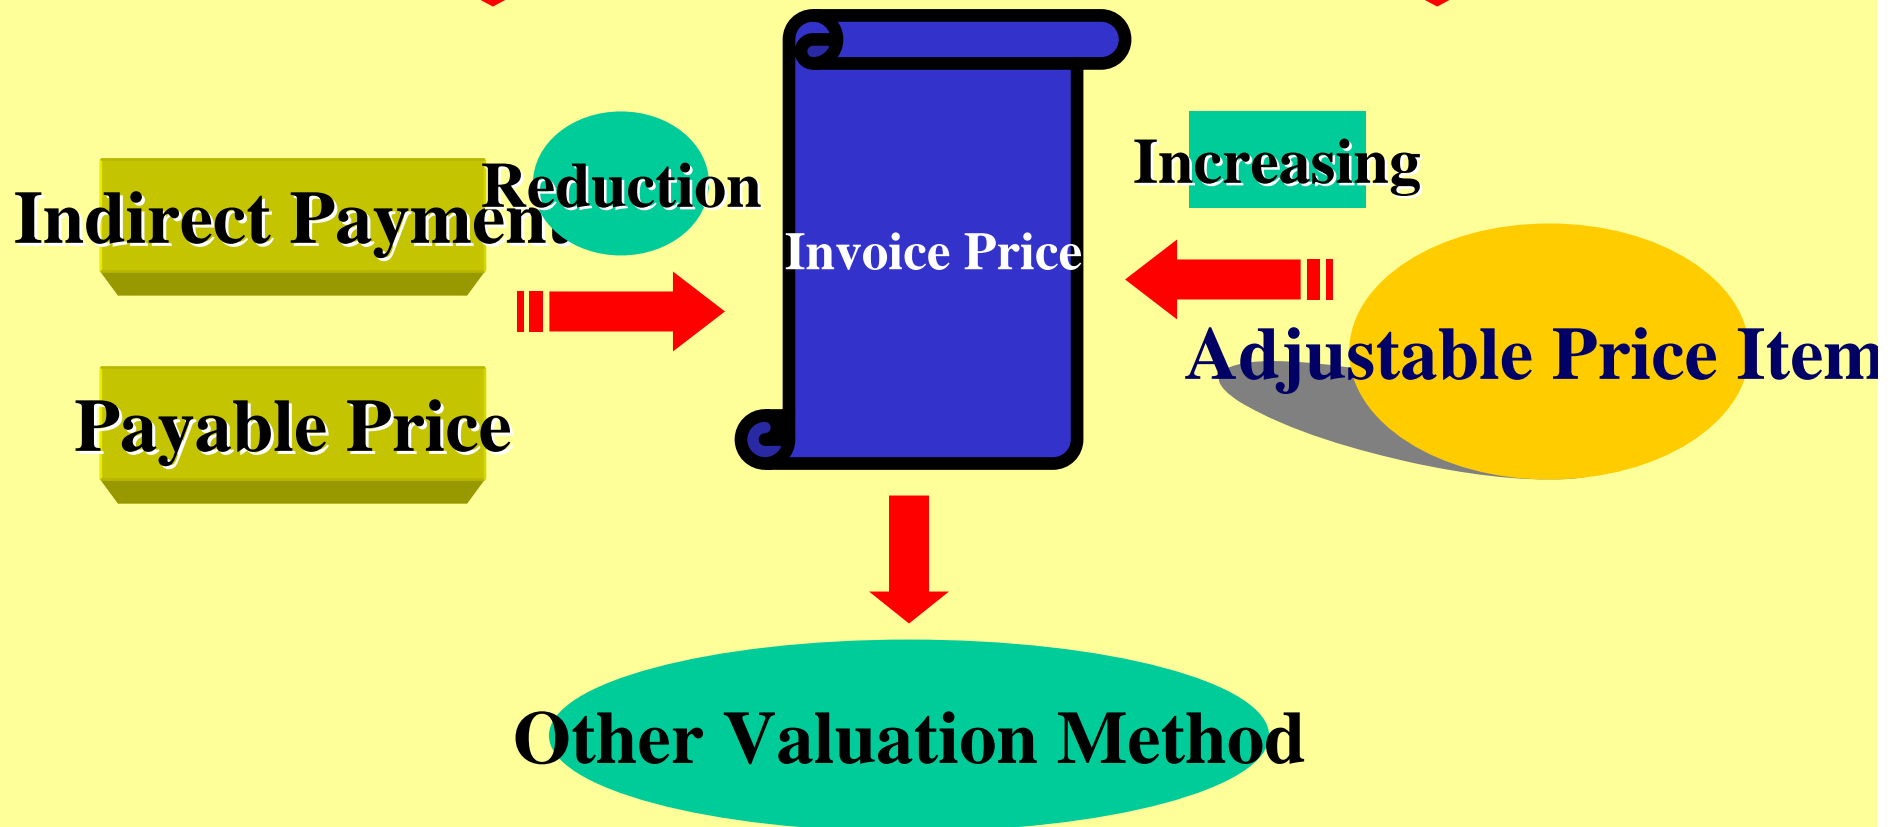 Indirect Payment
Reduction
Increasing
Invoice Price
Adjustable Price Item
Payable Price
Other Valuation Method